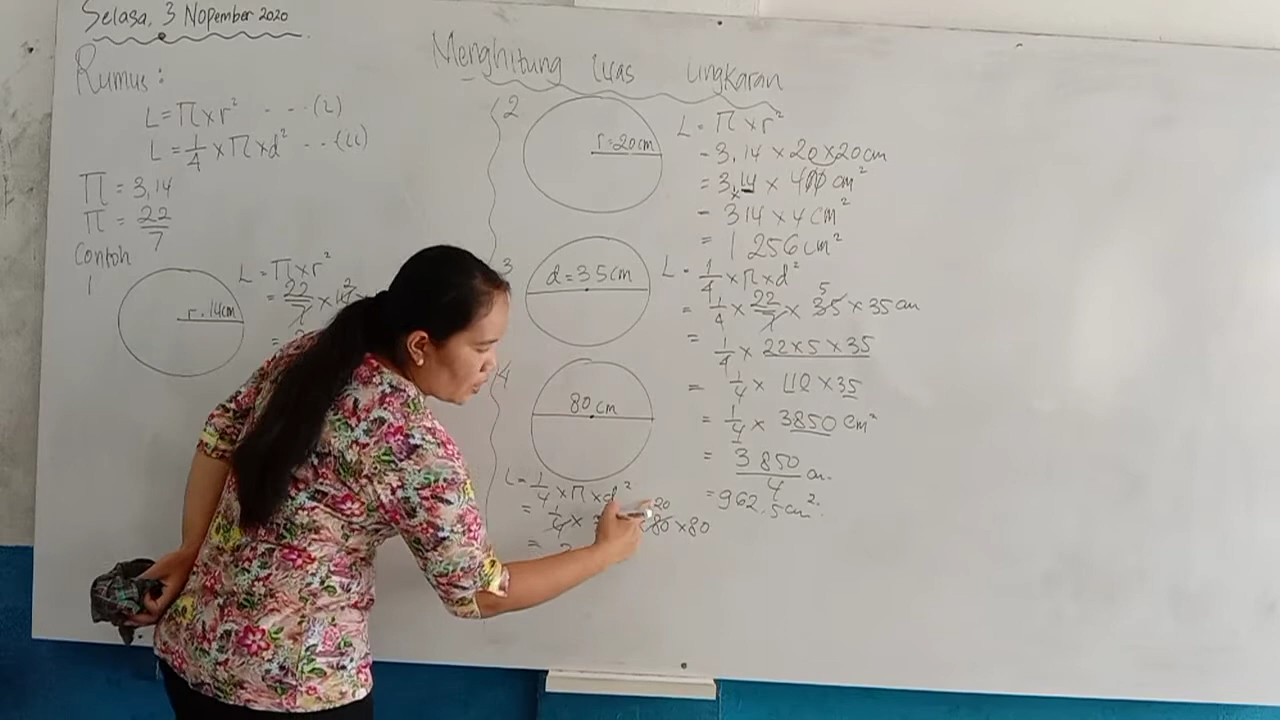 Selasa, 3 Nopember 2020
Menghitung luas lingkaran
Rumus:
L = π x r² - - - (i)
L = 1/4 x π x d² - - (ii)
π = 3,14
π = 22/7
Contoh
1
r = 14cm
L = π x r²
= 22/7 x
=
2
r = 20cm
L = π x r²
= 3,14 x 20 x 20 cm
= 3,14 x 400 cm²
= 314 x 4 cm²
= 1 256 cm²
3
d = 35 cm
L = 1/4 x π x d²
5
= 1/4 x 22/7 x 35 x 35 cm
= 1/4 x 22 x 5 x 35
= 1/4 x 110 x 35
= 1/4 x 3850 cm²
= 3 850/4 cm
= 962,5 cm²
4
80 cm
L = 1/4 x π x d²
20
= 1/4 x 80 x 80
=